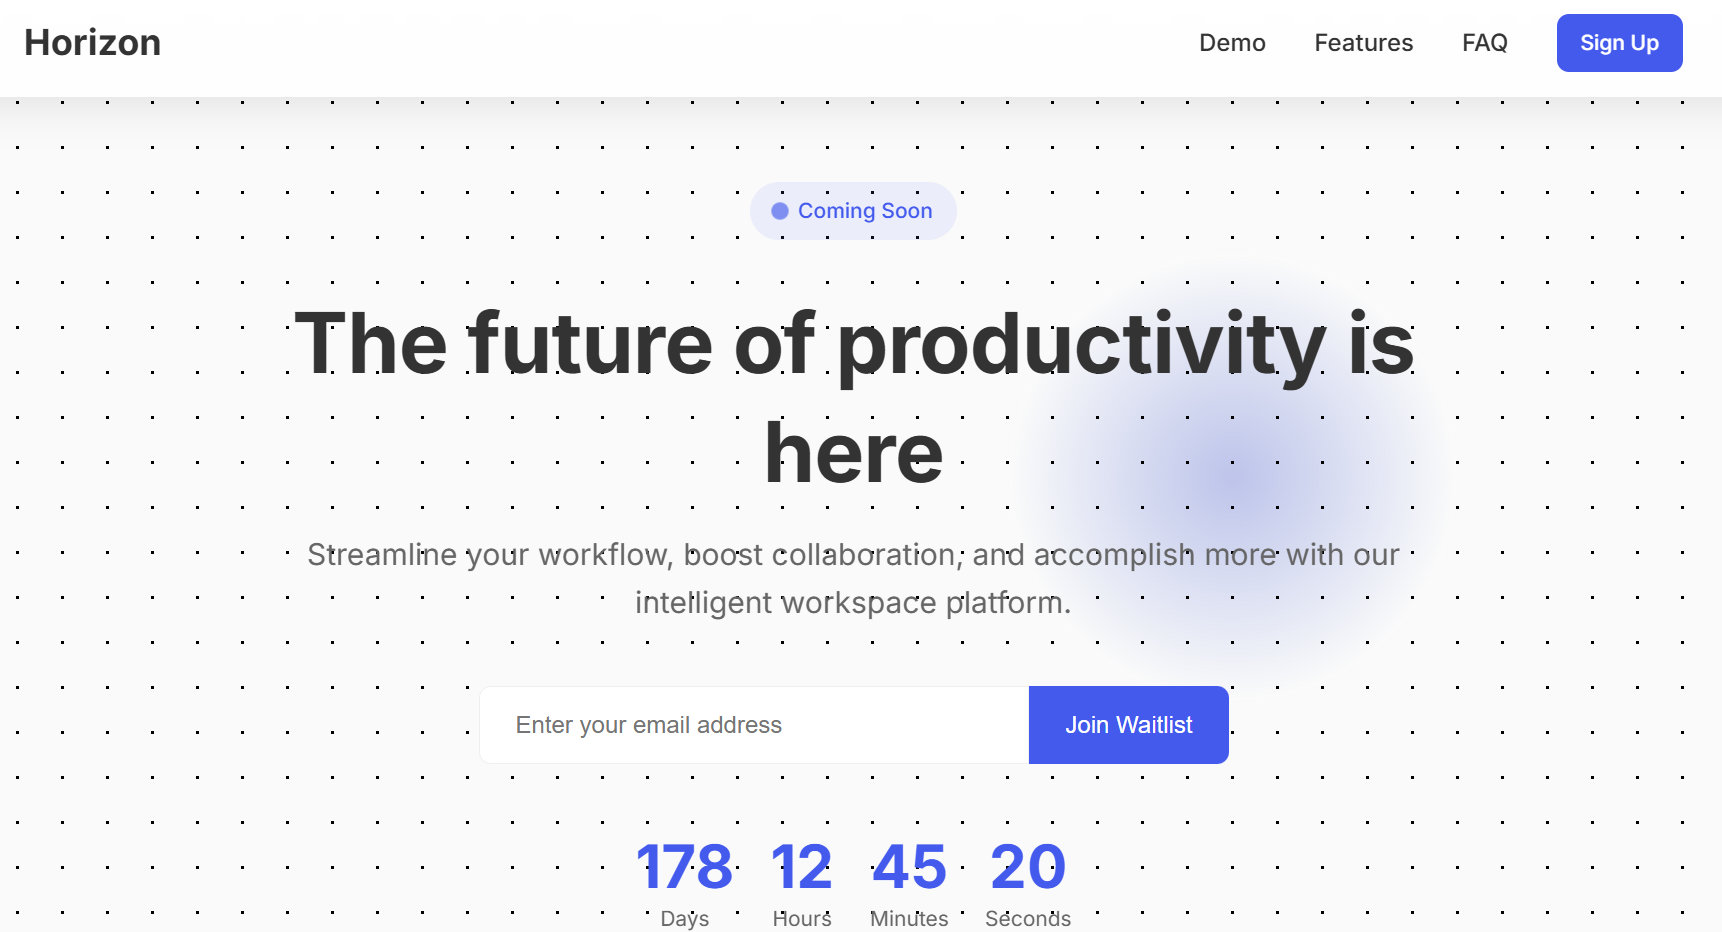 Horizon
Demo
Features
FAQ
Sign Up
Coming Soon
The future of productivity is
here
Streamline your workflow, boost collaboration, and accomplish more with our
intelligent workspace platform.
Enter your email address
Join Waitlist
178 12 45 20
Days Hours Minutes Seconds